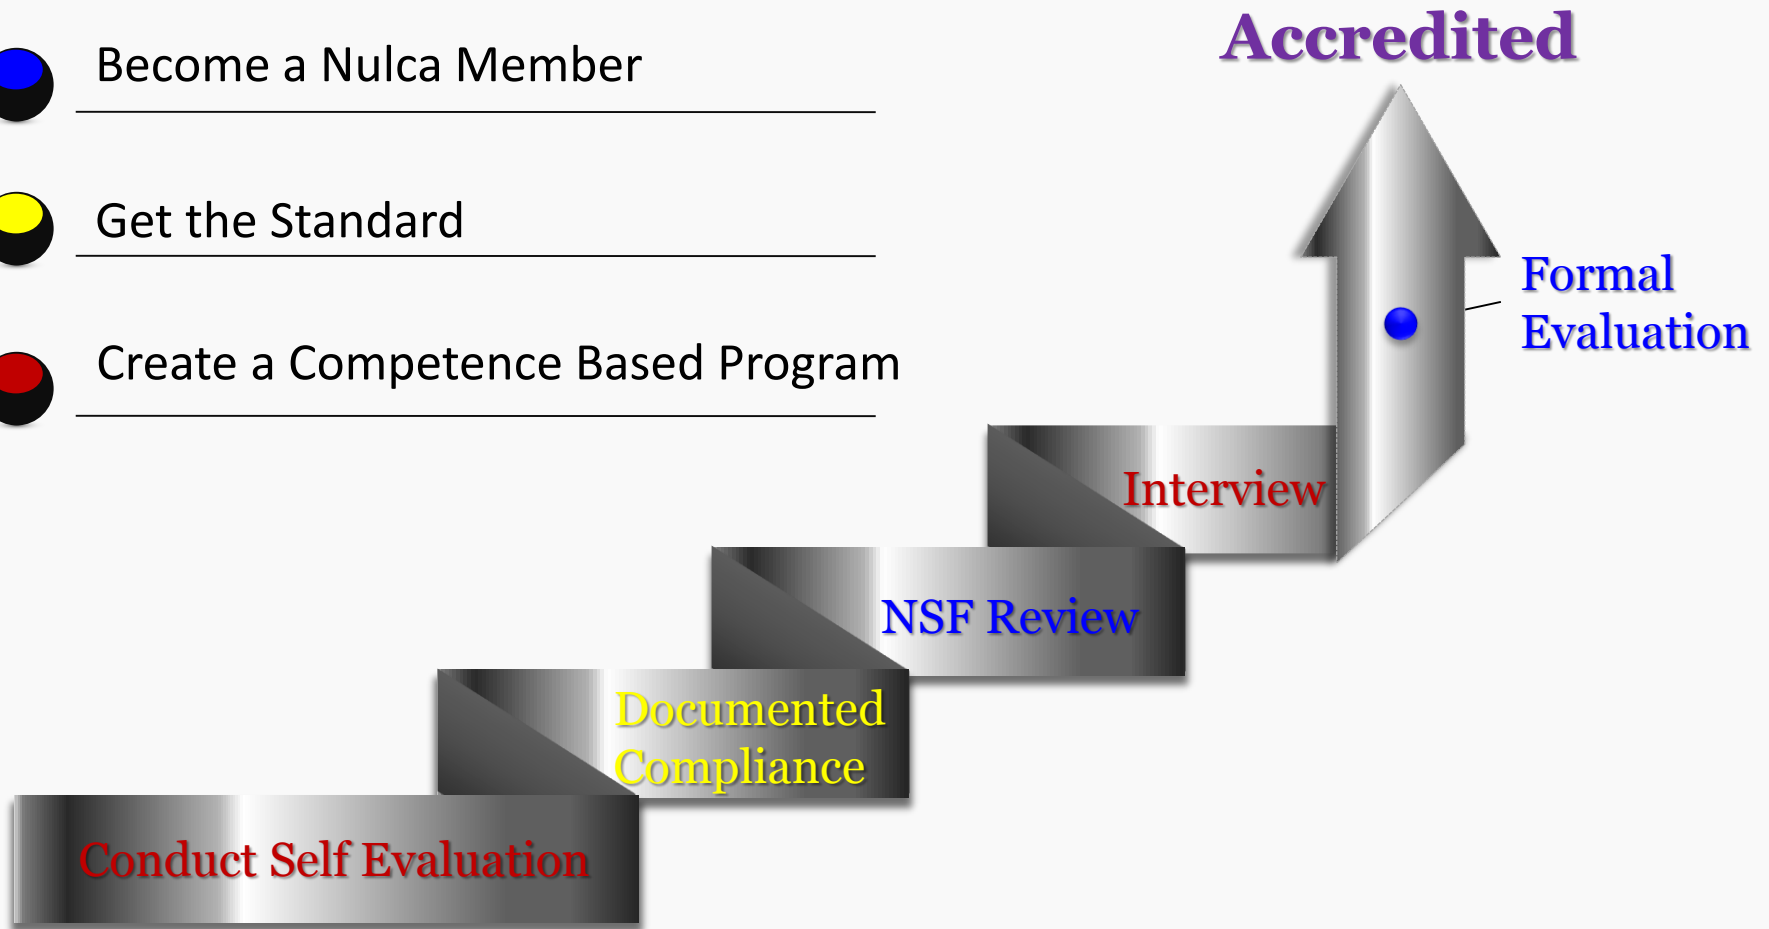 Accredited
Become a Nulca Member
Get the Standard
Formal
Evaluation
Create a Competence Based Program
Interview
NSF Review
Documented
Compliance
Conduct Self Evaluation